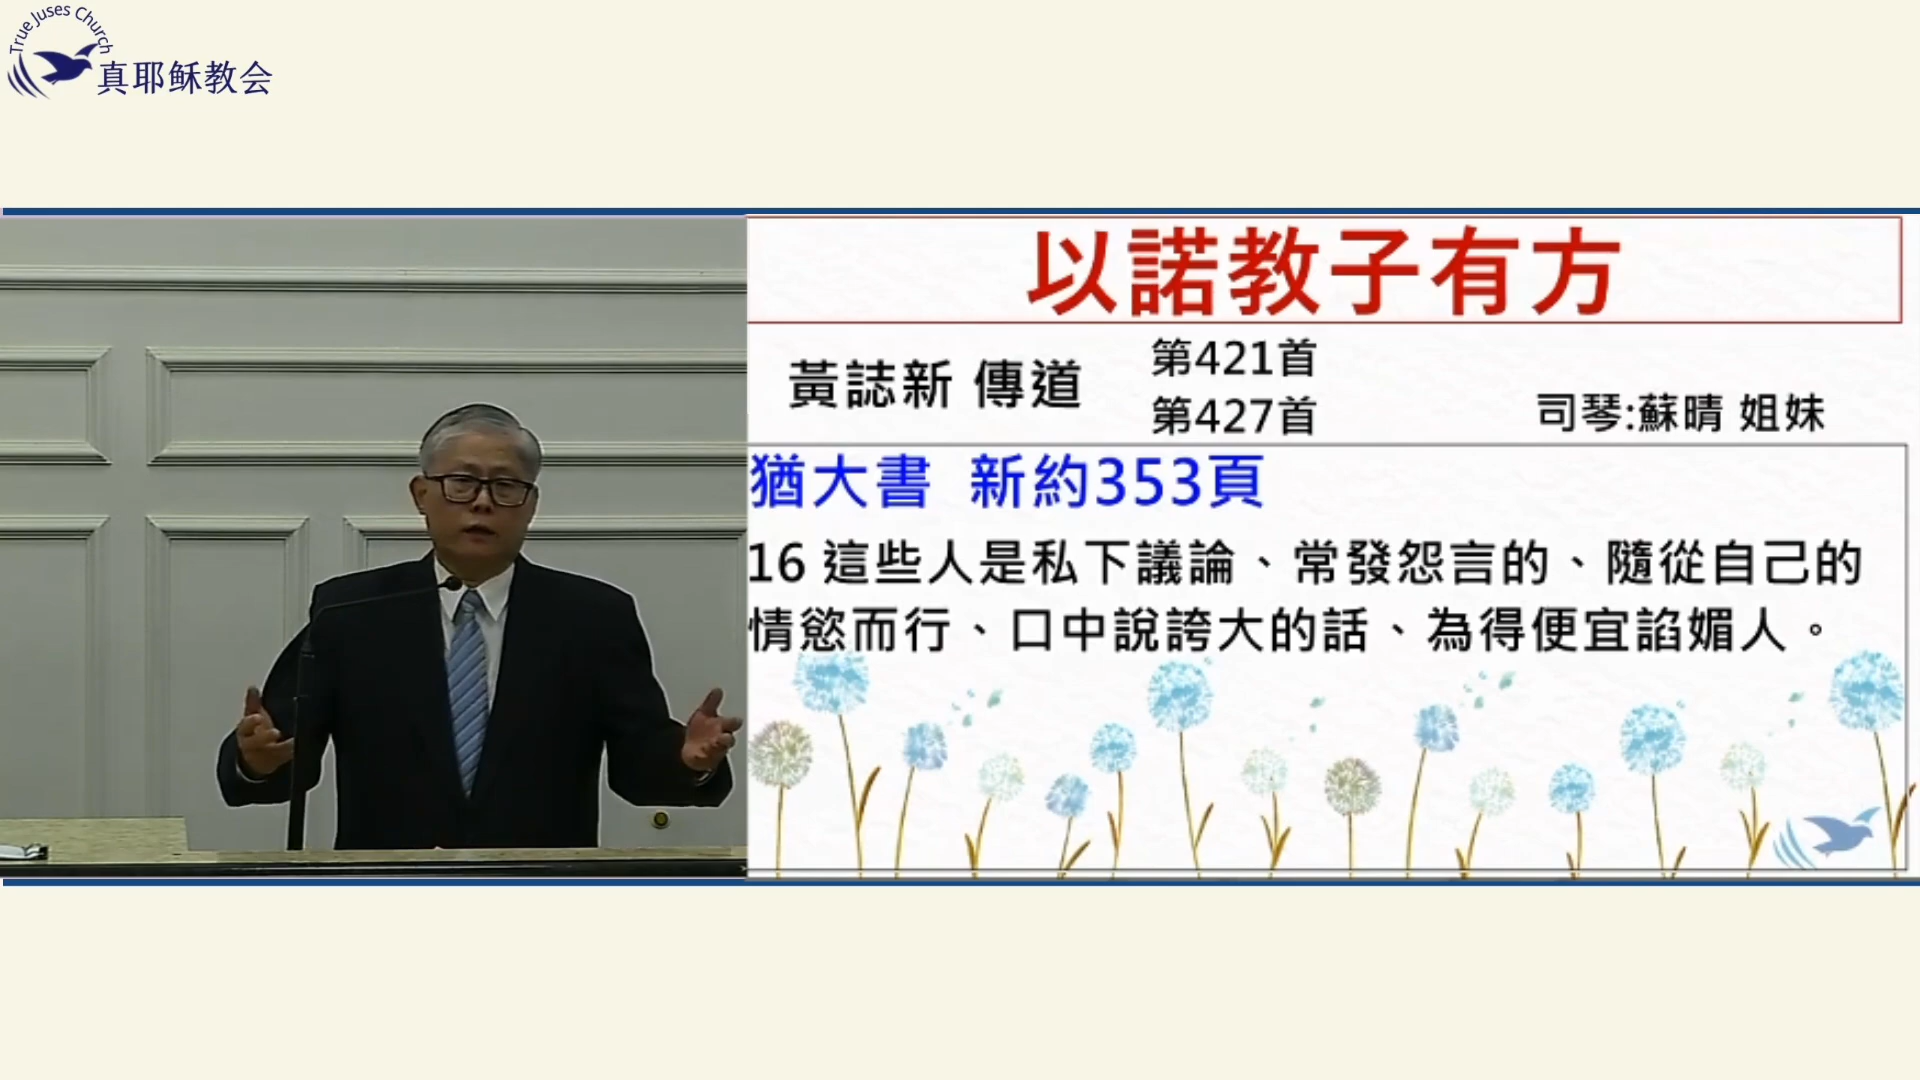 True Juses Church
真耶稣教会
以諾教子有方
黃誌新 傳道
第421首
第427首
司琴:蘇晴 姐妹
猶大書 新約353頁
16 這些人是私下議論、常發怨言的、隨從自己的
情慾而行、口中說誇大的話、為得便宜諂媚人。